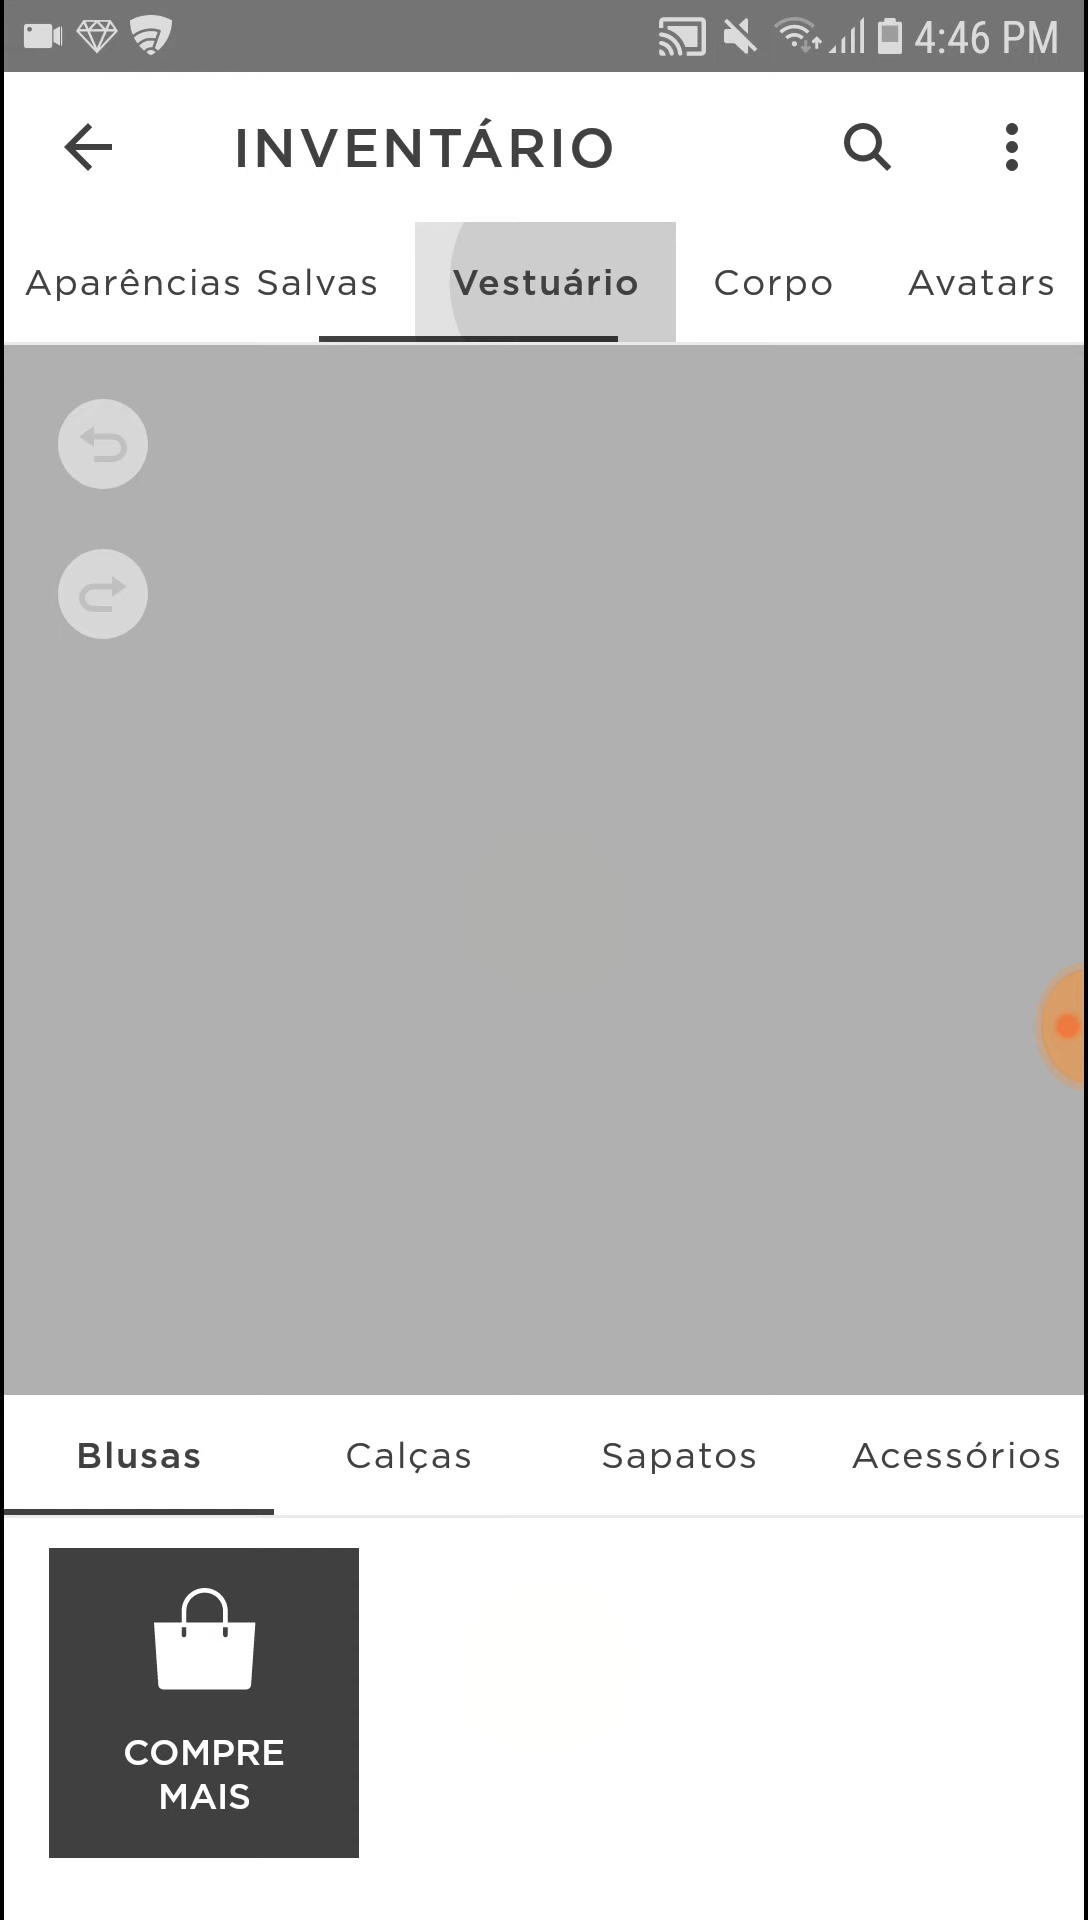 4:46 PM
INVENTÁRIO
Aparências Salvas Vestuário Corpo Avatars
Blusas Calças Sapatos Acessórios
COMPRE
MAIS